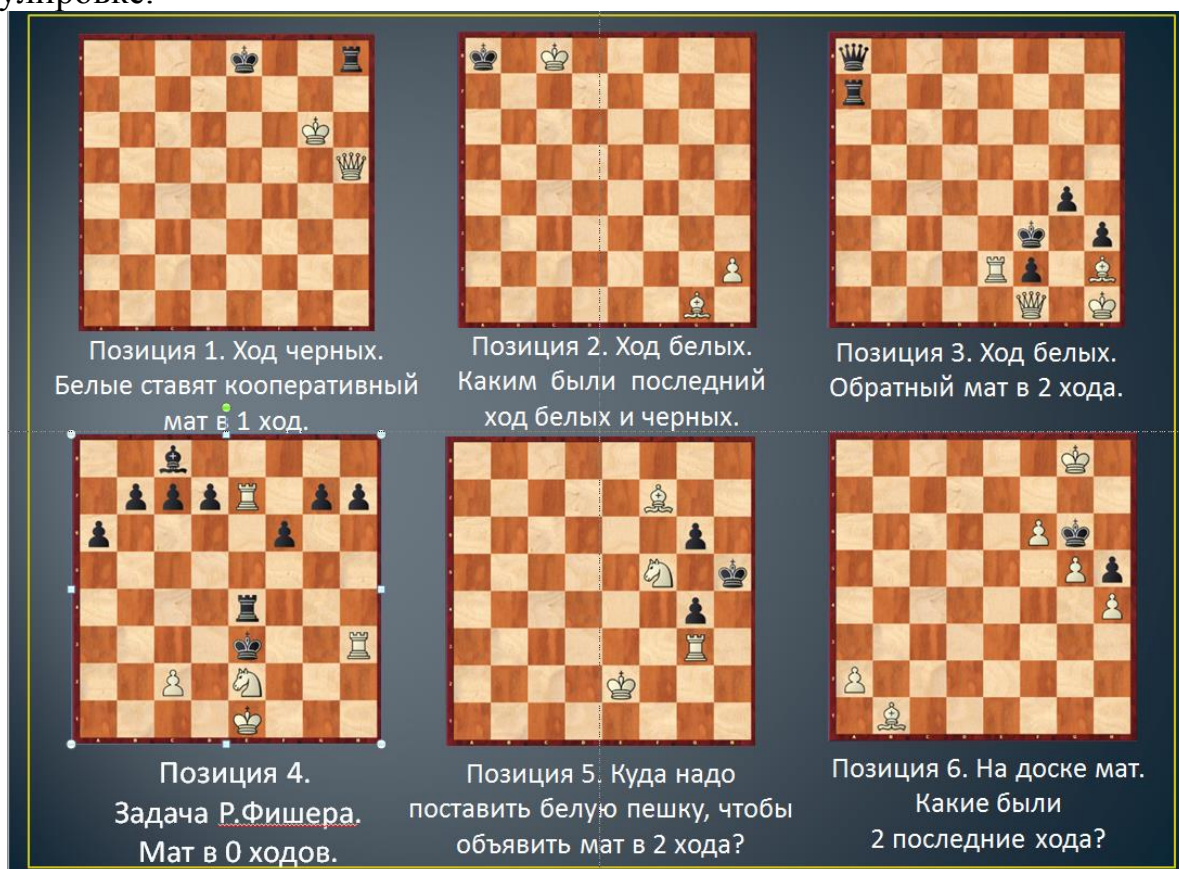 улировке.
Позиция 1. Ход черных.
Белые ставят кооперативный
мат в 1 ход.
Позиция 2. Ход белых.
Каким были последний
ход белых и черных.
Позиция 3. Ход белых.
Обратный мат в 2 хода.
Позиция 4.
Задача Р.Фишера.
Мат в 0 ходов.
Позиция 5. Куда надо
поставить белую пешку, чтобы
объявить мат в 2 хода?
Позиция 6. На доске мат.
Какие были
2 последние хода?